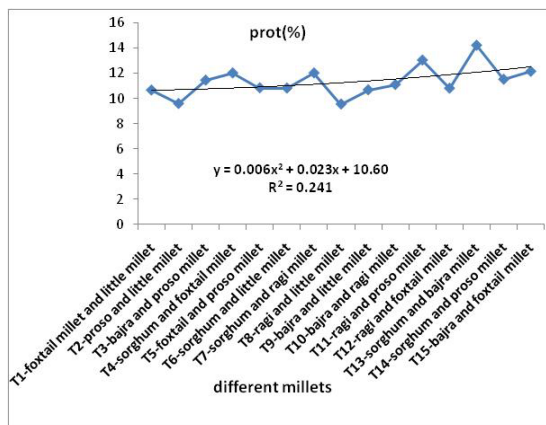 prot(%)
16
14
12
10
8
6
4
2
0
y = 0.006x² + 0.023x + 10.60
R² = 0.241
T1-foxtail millet and little millet
T2-proso and little millet
T3-bajra and proso millet
T4-sorghum and foxtail millet
T5-foxtail and proso millet
T6-sorghum and little millet
T7-sorghum and ragi millet
T8-ragi and little millet
T9-bajra and little millet
T10-bajra and ragi millet
T11-ragi and proso millet
T12-ragi and foxtail millet
T13-sorghum and bajra millet
T14-sorghum and proso millet
T15-bajra and foxtail millet
different millets